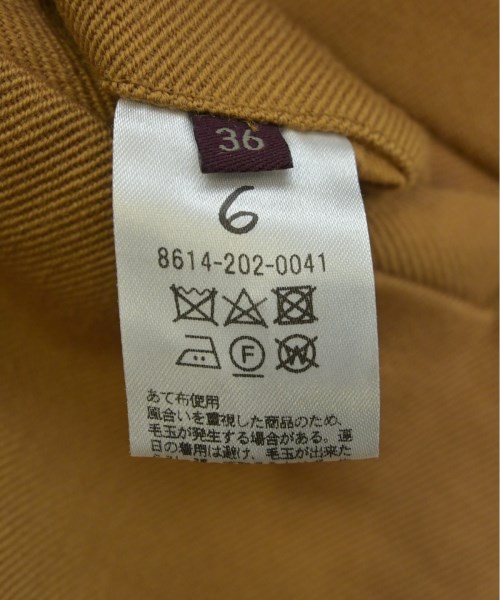 36
6
8614-202-0041
F
W
あて布使用
風合いを重視した商品のため、
毛玉が発生する場合がある。連
日の着用は避け、毛玉が出来た